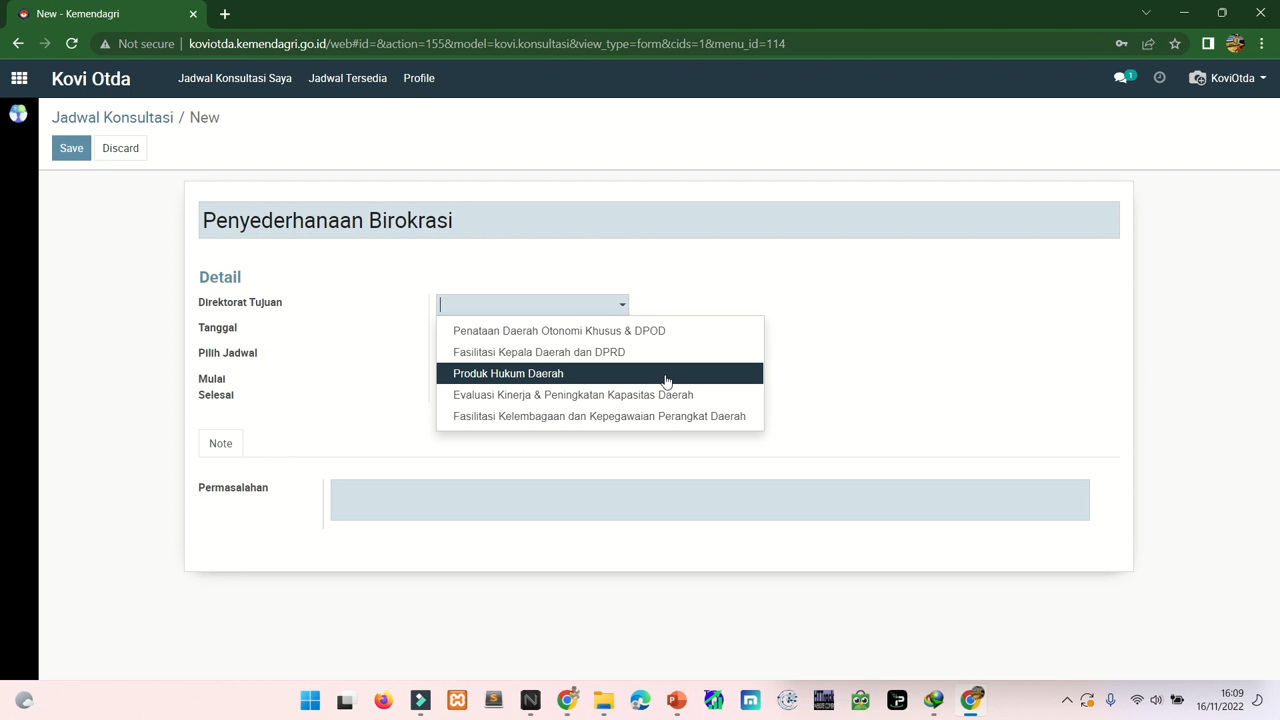 New - Kemendagri
Not secure
koviotda.kemendagri.go.id/web#id=&action=155&model=kovi.konsultasi&view_type=form&cids=1&menu_id=114
Kovi Otda
Jadwal Konsultasi Saya
Jadwal Tersedia
Profile
1
KoviOtda
Jadwal Konsultasi / New
Save
Discard
Penyederhanaan Birokrasi
Detail
Direktorat Tujuan
Tanggal
Pilih Jadwal
Mulai
Selesai
Penataan Daerah Otonomi Khusus & DPOD
Fasilitasi Kepala Daerah dan DPRD
Produk Hukum Daerah
Evaluasi Kinerja & Peningkatan Kapasitas Daerah
Fasilitasi Kelembagaan dan Kepegawaian Perangkat Daerah
Note
Permasalahan
16:09
16/11/2022